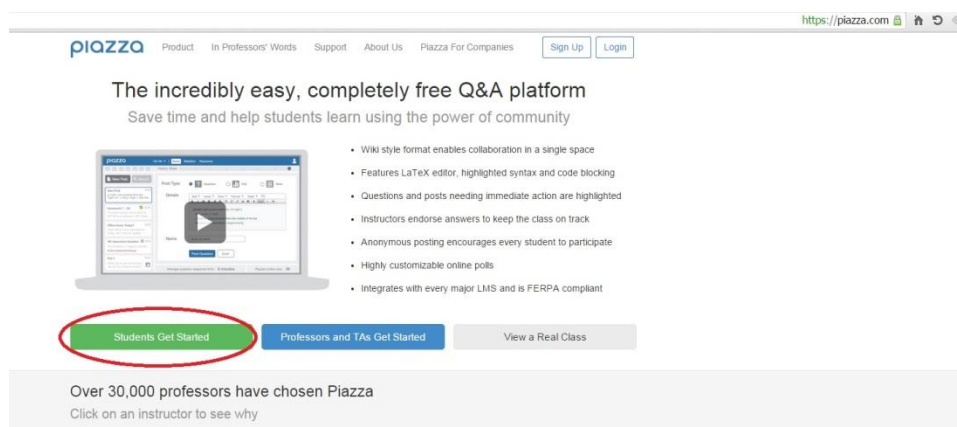 https://piazza.com
piazza Product In Professors' Words Support About Us Piazza For Companies Sign Up Login
The incredibly easy, completely free Q&A platform
Save time and help students learn using the power of community
• Wiki style format enables collaboration in a single space
• Features LaTeX editor, highlighted syntax and code blocking
• Questions and posts needing immediate action are highlighted
• Instructors endorse answers to keep the class on track
• Anonymous posting encourages every student to participate
• Highly customizable online polls
• Integrates with every major LMS and is FERPA compliant
piazza
Post Type
Details
Name
Students Get Started Professors and TAs Get Started View a Real Class
Over 30,000 professors have chosen Piazza
Click on an instructor to see why